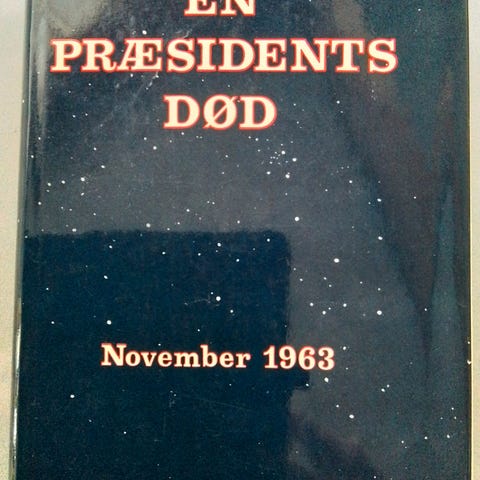 EN
PRÆSIDENTS
DØD
November 1963